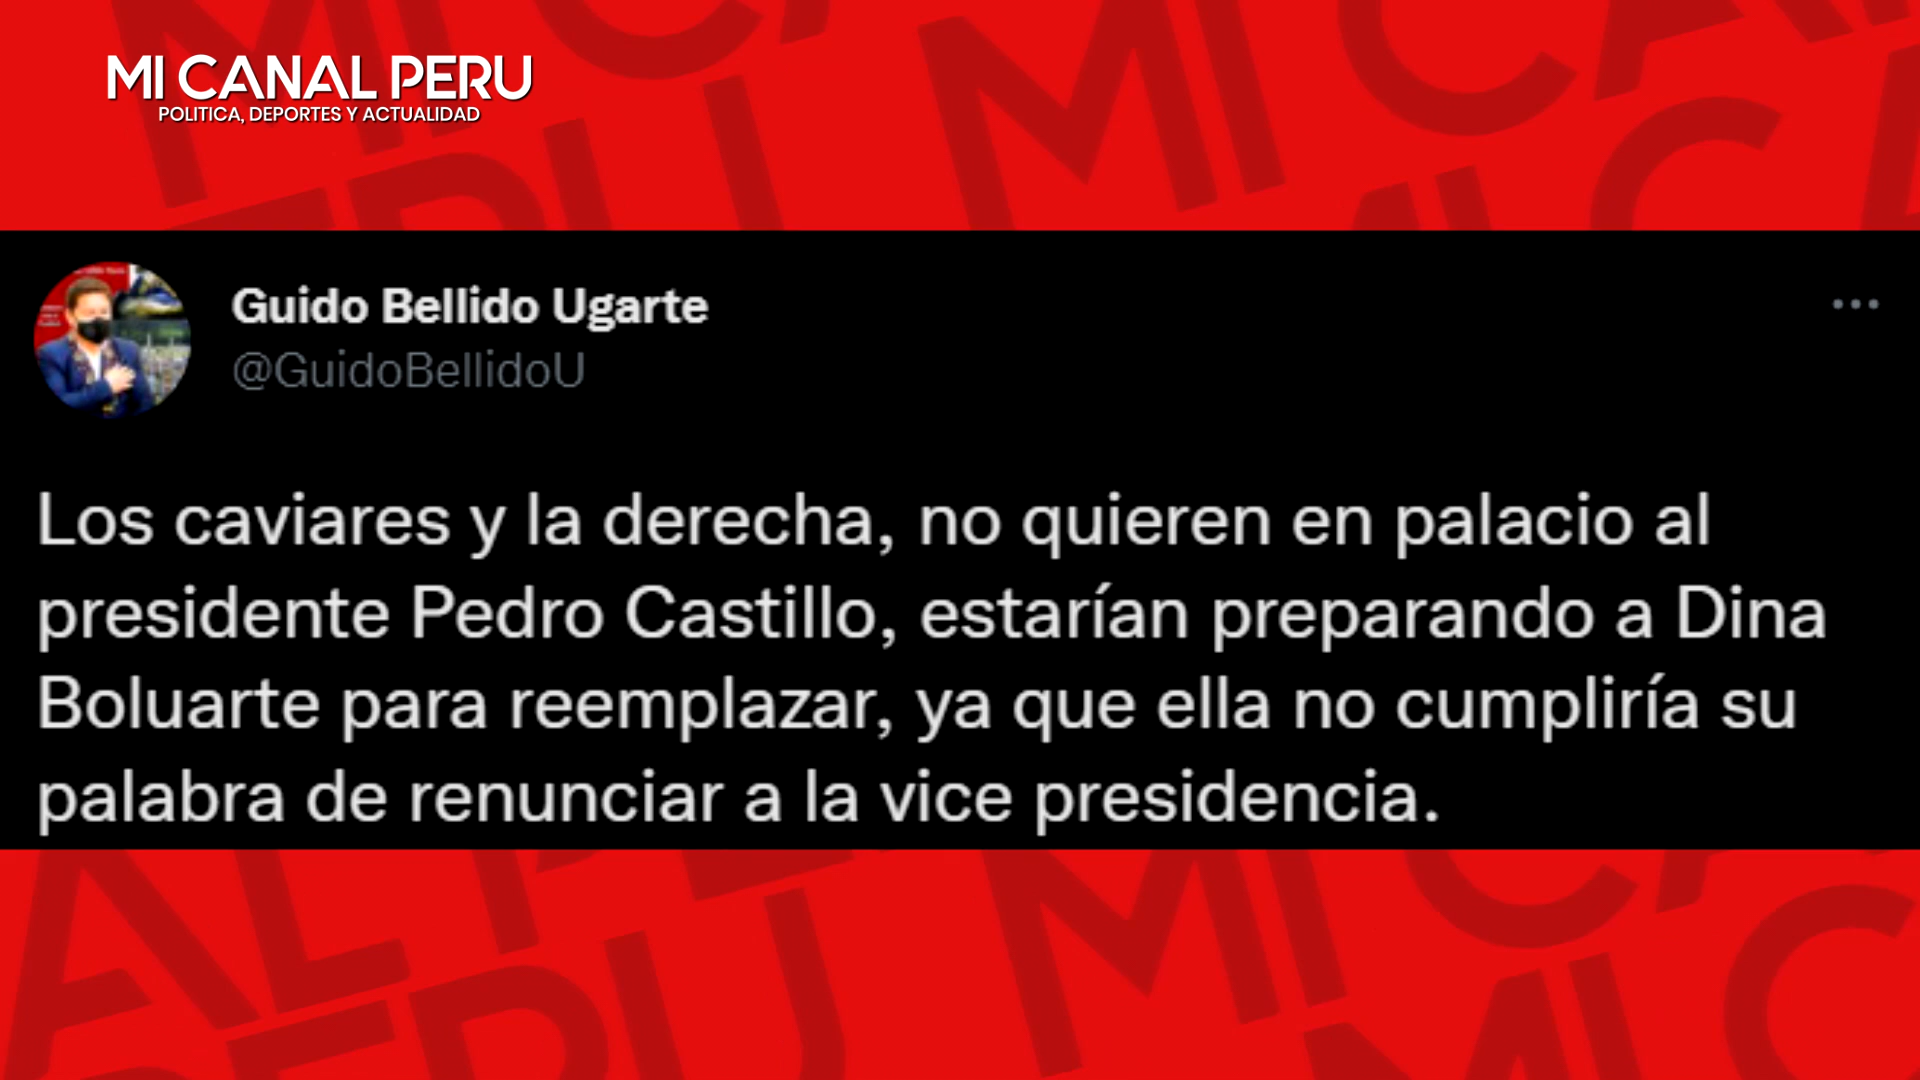 MI CANAL PERU
POLITICA, DEPORTES Y ACTUALIDAD
Guido Bellido Ugarte
@GuidoBellidoU
Los caviares y la derecha, no quieren en palacio al
presidente Pedro Castillo, estarían preparando a Dina
Boluarte para reemplazar, ya que ella no cumpliría su
palabra de renunciar a la vice presidencia.